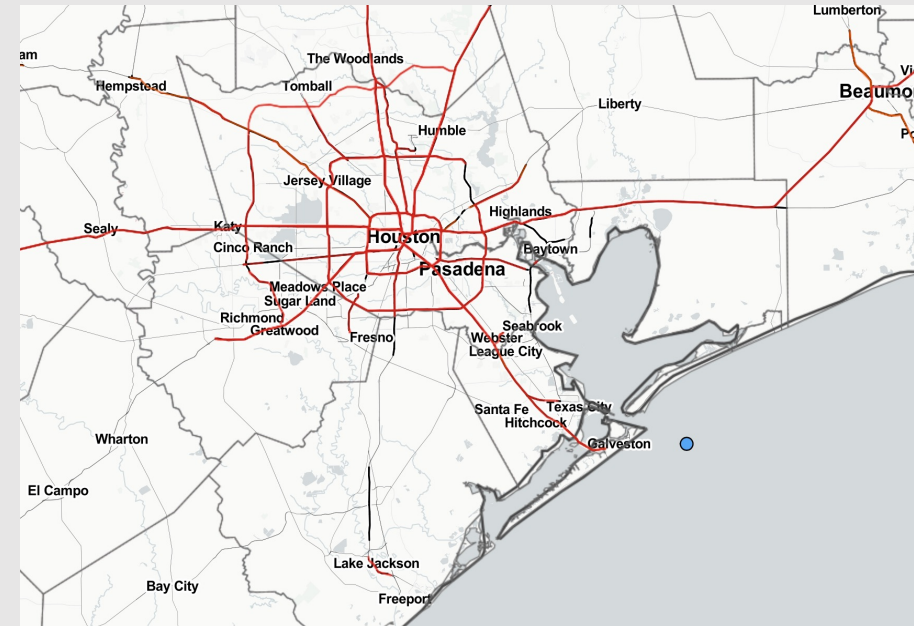 Lumberton
The Woodlands
Hempstead
Tomball
Beaumo
Liberty
Humble
Jersey Village
Highlands
Sealy
Katy
Houston
Cinco Ranch
Baytown
Pasadena
Meadows Place
Sugar Land
Richmond
Greatwood
Seabrook
Fresno
Webster
League City
Santa Fe
Texas City
Hitchcock
Wharton
Galveston
El Campo
Lake Jackson
Bay City
Freeport
am
Vi